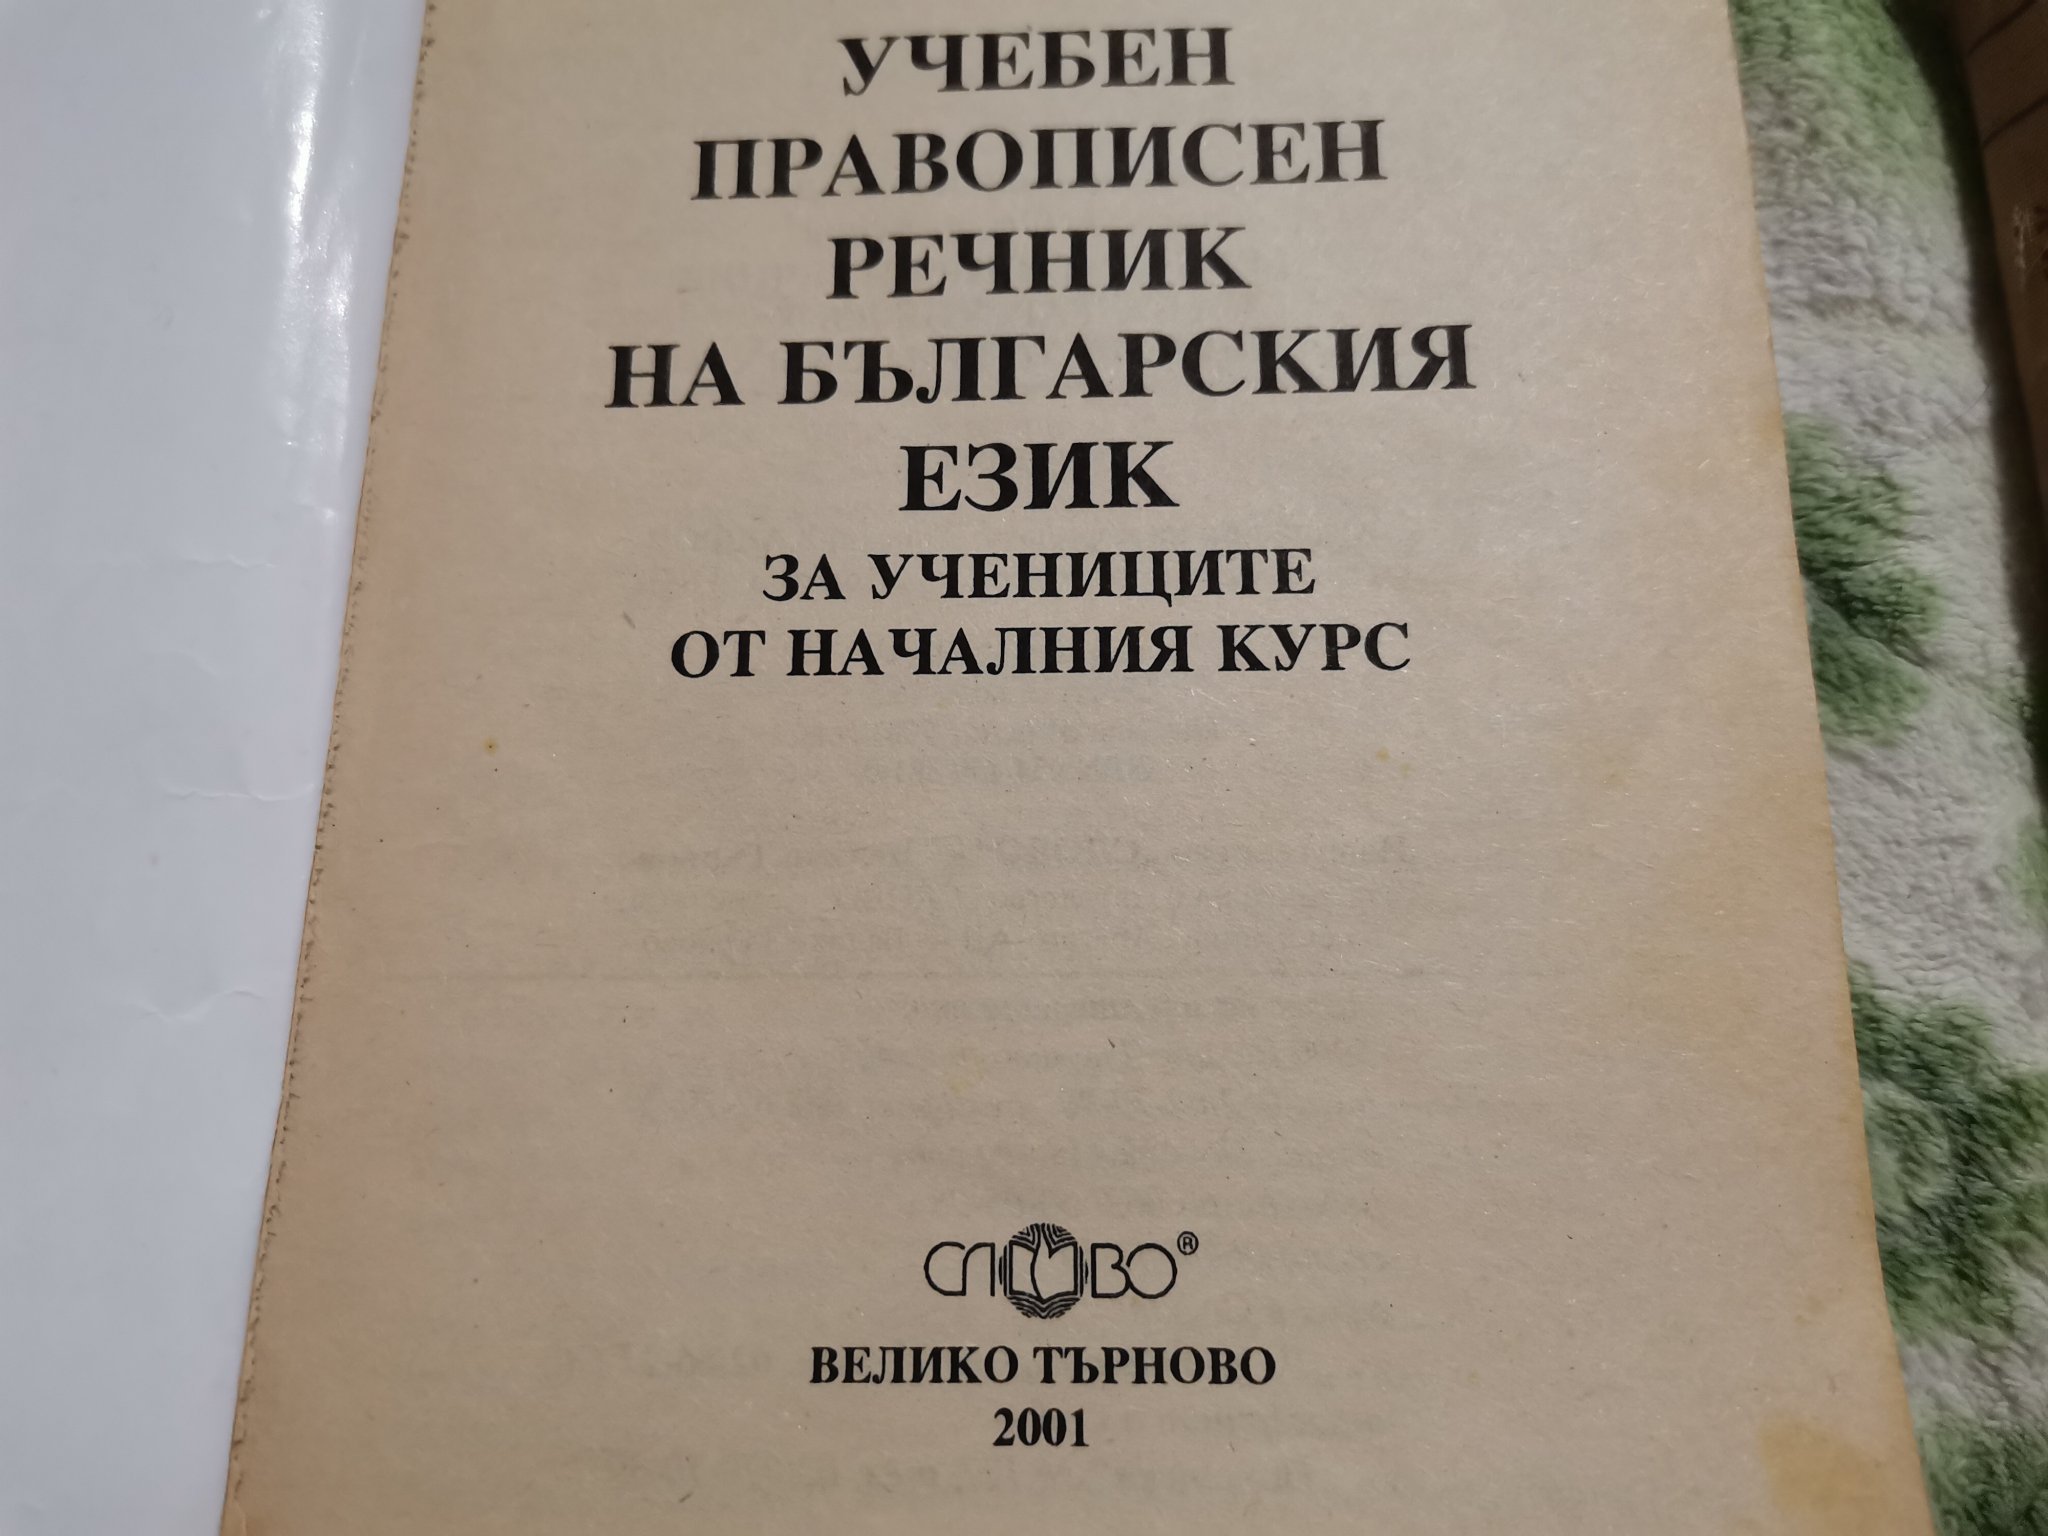 УЧЕБЕН
ПРАВОПИСЕН
РЕЧНИК
НА БЪЛГАРСКИЯ
ЕЗИК
ЗА УЧЕНИЦИТЕ
ОТ НАЧАЛНИЯ КУРС
СЛОВО®
ВЕЛИКО ТЪРНОВО
2001